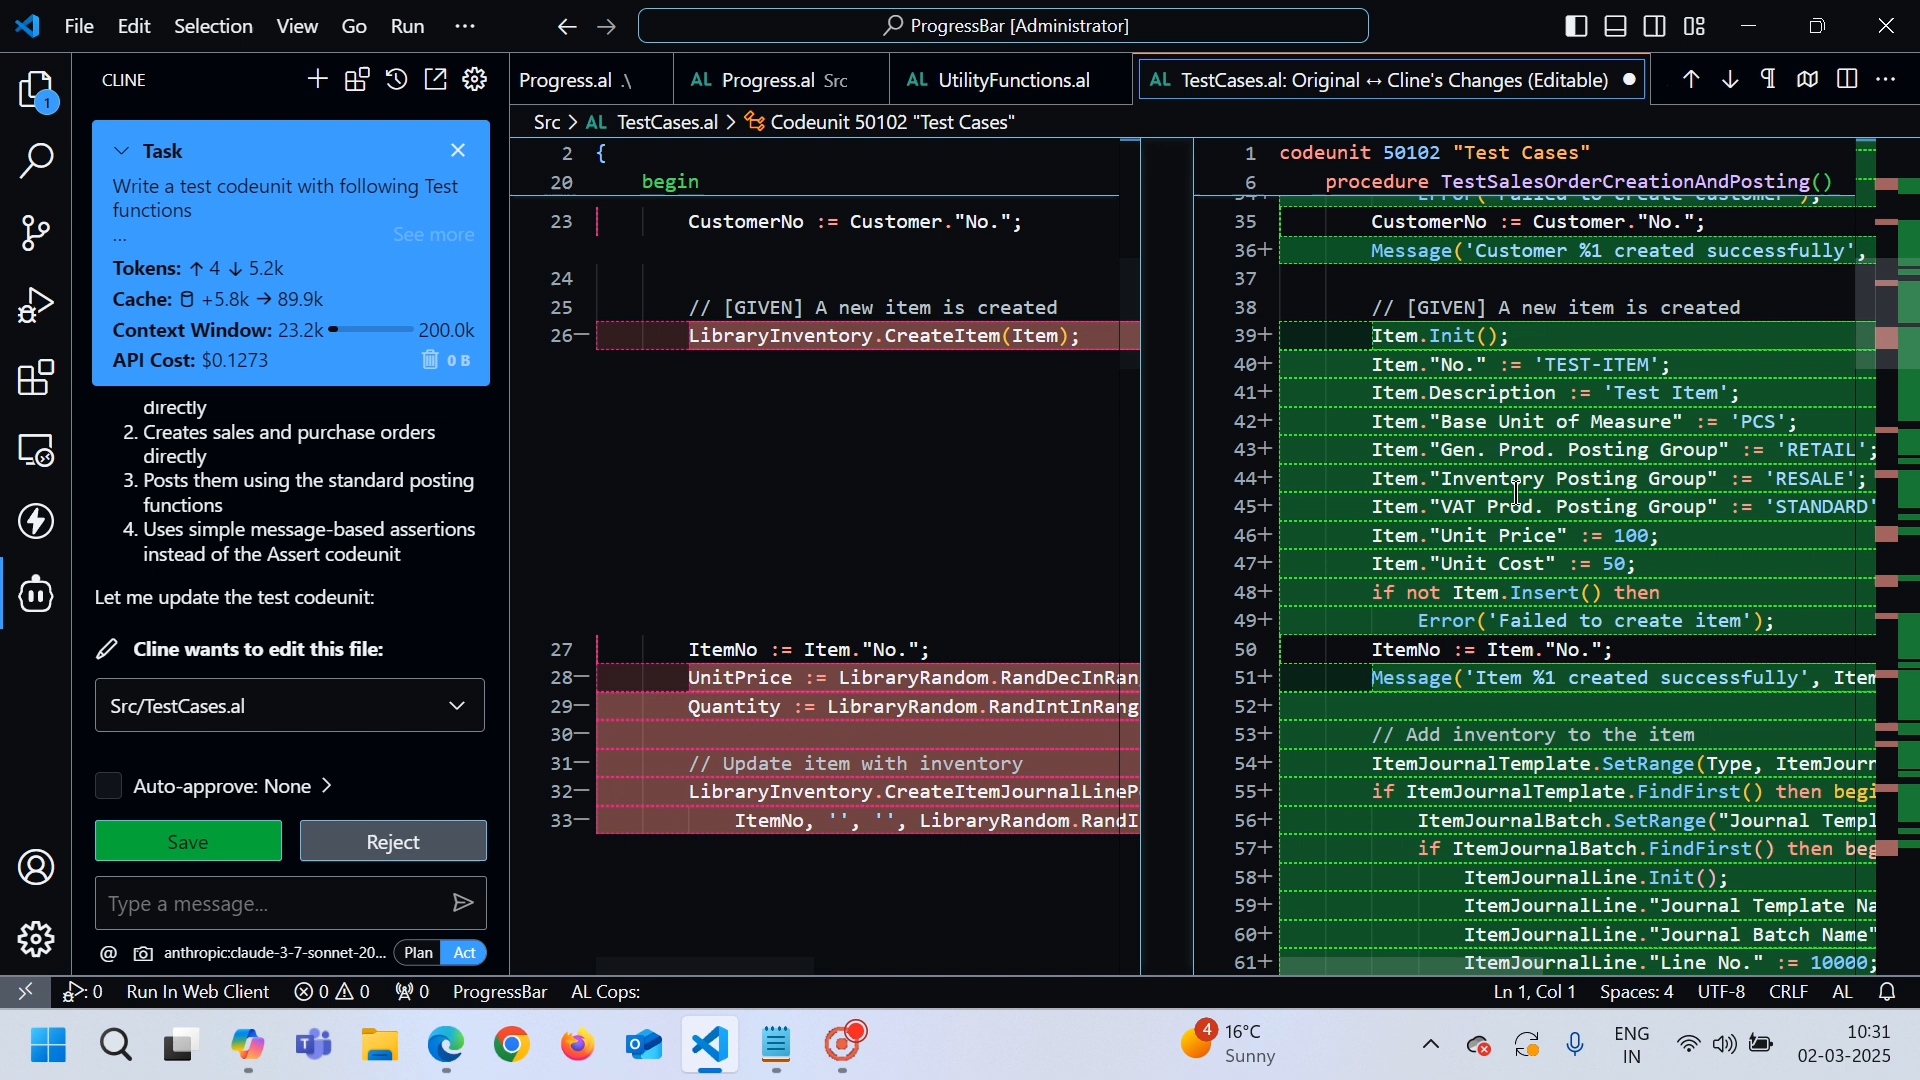 File Edit Selection View Go Run ···
ProgressBar [Administrator]
CLINE
Progress.al .\
AL Progress.al Src
AL UtilityFunctions.al
AL TestCases.al: Original ↔ Cline's Changes (Editable)
Src > AL TestCases.al > Codeunit 50102 "Test Cases"
1
Task
Write a test codeunit with following Test
functions
...
See more
Tokens: ↑ 4 ↓ 5.2k
Cache: +5.8k → 89.9k
Context Window: 23.2k 200.0k
API Cost: $0.1273
0 B
directly
2. Creates sales and purchase orders
directly
3. Posts them using the standard posting
functions
4. Uses simple message-based assertions
instead of the Assert codeunit
Let me update the test codeunit:
Cline wants to edit this file:
Src/TestCases.al
Auto-approve: None >
Save
Reject
Type a message...
@ anthropic:claude-3-7-sonnet-20... Plan Act
2 {
20 begin
23 CustomerNo := Customer."No.";
24
25 // [GIVEN] A new item is created
26− LibraryInventory.CreateItem(Item);
27 ItemNo := Item."No.";
28− UnitPrice := LibraryRandom.RandDecInRan
29− Quantity := LibraryRandom.RandIntInRang
30−
31− // Update item with inventory
32− LibraryInventory.CreateItemJournalLineP
33− ItemNo, '', '', LibraryRandom.RandI
1 codeunit 50102 "Test Cases"
6 procedure TestSalesOrderCreationAndPosting()
34+ Error('Failed to create customer');
35 CustomerNo := Customer."No.";
36+ Message('Customer %1 created successfully',
37
38 // [GIVEN] A new item is created
39+ Item.Init();
40+ Item."No." := 'TEST-ITEM';
41+ Item.Description := 'Test Item';
42+ Item."Base Unit of Measure" := 'PCS';
43+ Item."Gen. Prod. Posting Group" := 'RETAIL';
44+ Item."Inventory Posting Group" := 'RESALE';
45+ Item."VAT Prod. Posting Group" := 'STANDARD'
46+ Item."Unit Price" := 100;
47+ Item."Unit Cost" := 50;
48+ if not Item.Insert() then
49+ Error('Failed to create item');
50 ItemNo := Item."No.";
51+ Message('Item %1 created successfully', Item
52+
53+ // Add inventory to the item
54+ ItemJournalTemplate.SetRange(Type, ItemJourn
55+ if ItemJournalTemplate.FindFirst() then begi
56+ ItemJournalBatch.SetRange("Journal Templ
57+ if ItemJournalBatch.FindFirst() then beg
58+ ItemJournalLine.Init();
59+ ItemJournalLine."Journal Template Na
60+ ItemJournalLine."Journal Batch Name"
61+ ItemJournalLine."Line No." := 10000;
0 Run In Web Client 0 0 0 ProgressBar AL Cops:
Ln 1, Col 1 Spaces: 4 UTF-8 CRLF AL
4 16°C
Sunny
ENG
IN
10:31
02-03-2025